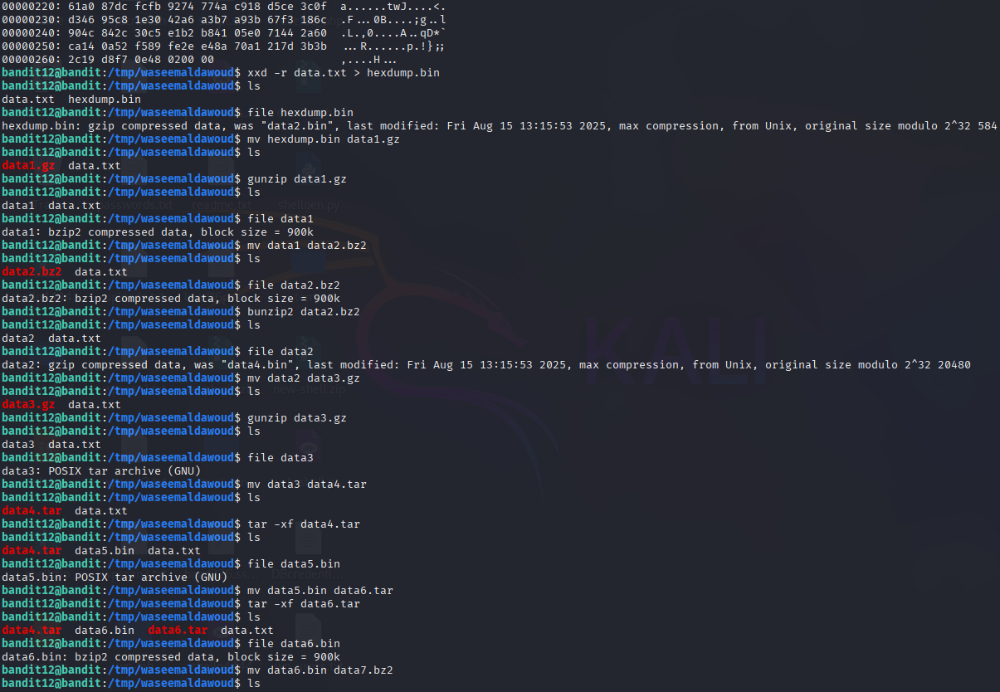 00000220: 61a0 87dc fcfb 9274 774a c918 d5ce 3c0f  a......twJ....<.
00000230: d346 95c8 1e30 42a6 a3b7 a93b 67f3 186c  .F...0B....;g..l
00000240: 904c 842c 30c5 e1b2 b841 05e0 7144 2a60  .L.,0....A..qD*`
00000250: ca14 0a52 f589 fe2e e48a 70a1 217d 3b3b  ...R......p.!};;
00000260: 2c19 d8f7 0e48 0200 00  ,....H...
bandit12@bandit:/tmp/waseemaldawoud$ xxd -r data.txt > hexdump.bin
bandit12@bandit:/tmp/waseemaldawoud$ ls
data.txt  hexdump.bin
bandit12@bandit:/tmp/waseemaldawoud$ file hexdump.bin
hexdump.bin: gzip compressed data, was "data2.bin", last modified: Fri Aug 15 13:15:53 2025, max compression, from Unix, original size modulo 2^32 584
bandit12@bandit:/tmp/waseemaldawoud$ mv hexdump.bin data1.gz
bandit12@bandit:/tmp/waseemaldawoud$ ls
data1.gz  data.txt
bandit12@bandit:/tmp/waseemaldawoud$ gunzip data1.gz
bandit12@bandit:/tmp/waseemaldawoud$ ls
data1  data.txt
bandit12@bandit:/tmp/waseemaldawoud$ file data1
data1: bzip2 compressed data, block size = 900k
bandit12@bandit:/tmp/waseemaldawoud$ mv data1 data2.bz2
bandit12@bandit:/tmp/waseemaldawoud$ ls
data2.bz2  data.txt
bandit12@bandit:/tmp/waseemaldawoud$ file data2.bz2
data2.bz2: bzip2 compressed data, block size = 900k
bandit12@bandit:/tmp/waseemaldawoud$ bunzip2 data2.bz2
bandit12@bandit:/tmp/waseemaldawoud$ ls
data2  data.txt
bandit12@bandit:/tmp/waseemaldawoud$ file data2
data2: gzip compressed data, was "data4.bin", last modified: Fri Aug 15 13:15:53 2025, max compression, from Unix, original size modulo 2^32 20480
bandit12@bandit:/tmp/waseemaldawoud$ mv data2 data3.gz
bandit12@bandit:/tmp/waseemaldawoud$ ls
data3.gz  data.txt
bandit12@bandit:/tmp/waseemaldawoud$ gunzip data3.gz
bandit12@bandit:/tmp/waseemaldawoud$ ls
data3  data.txt
bandit12@bandit:/tmp/waseemaldawoud$ file data3
data3: POSIX tar archive (GNU)
bandit12@bandit:/tmp/waseemaldawoud$ mv data3 data4.tar
bandit12@bandit:/tmp/waseemaldawoud$ ls
data4.tar  data.txt
bandit12@bandit:/tmp/waseemaldawoud$ tar -xf data4.tar
bandit12@bandit:/tmp/waseemaldawoud$ ls
data4.tar  data5.bin  data.txt
bandit12@bandit:/tmp/waseemaldawoud$ file data5.bin
data5.bin: POSIX tar archive (GNU)
bandit12@bandit:/tmp/waseemaldawoud$ mv data5.bin data6.tar
bandit12@bandit:/tmp/waseemaldawoud$ tar -xf data6.tar
bandit12@bandit:/tmp/waseemaldawoud$ ls
data4.tar  data6.bin  data6.tar  data.txt
bandit12@bandit:/tmp/waseemaldawoud$ file data6.bin
data6.bin: bzip2 compressed data, block size = 900k
bandit12@bandit:/tmp/waseemaldawoud$ mv data6.bin data7.bz2
bandit12@bandit:/tmp/waseemaldawoud$ ls
readme.txt
shellgen.py
KALI
new-shell.zip